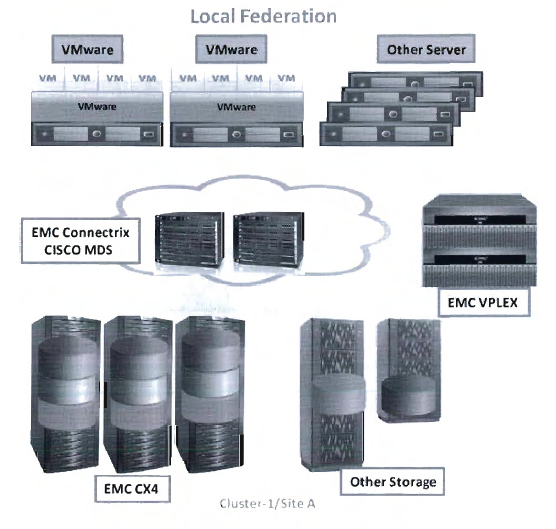 Local Federation
VMware
VMware
Other Server
VM VM VM VM
VM VM VM VM
VMware
VMware
EMC Connectrix
CISCO MDS
EMC VPLEX
EMC CX4
Other Storage
Cluster-1/Site A